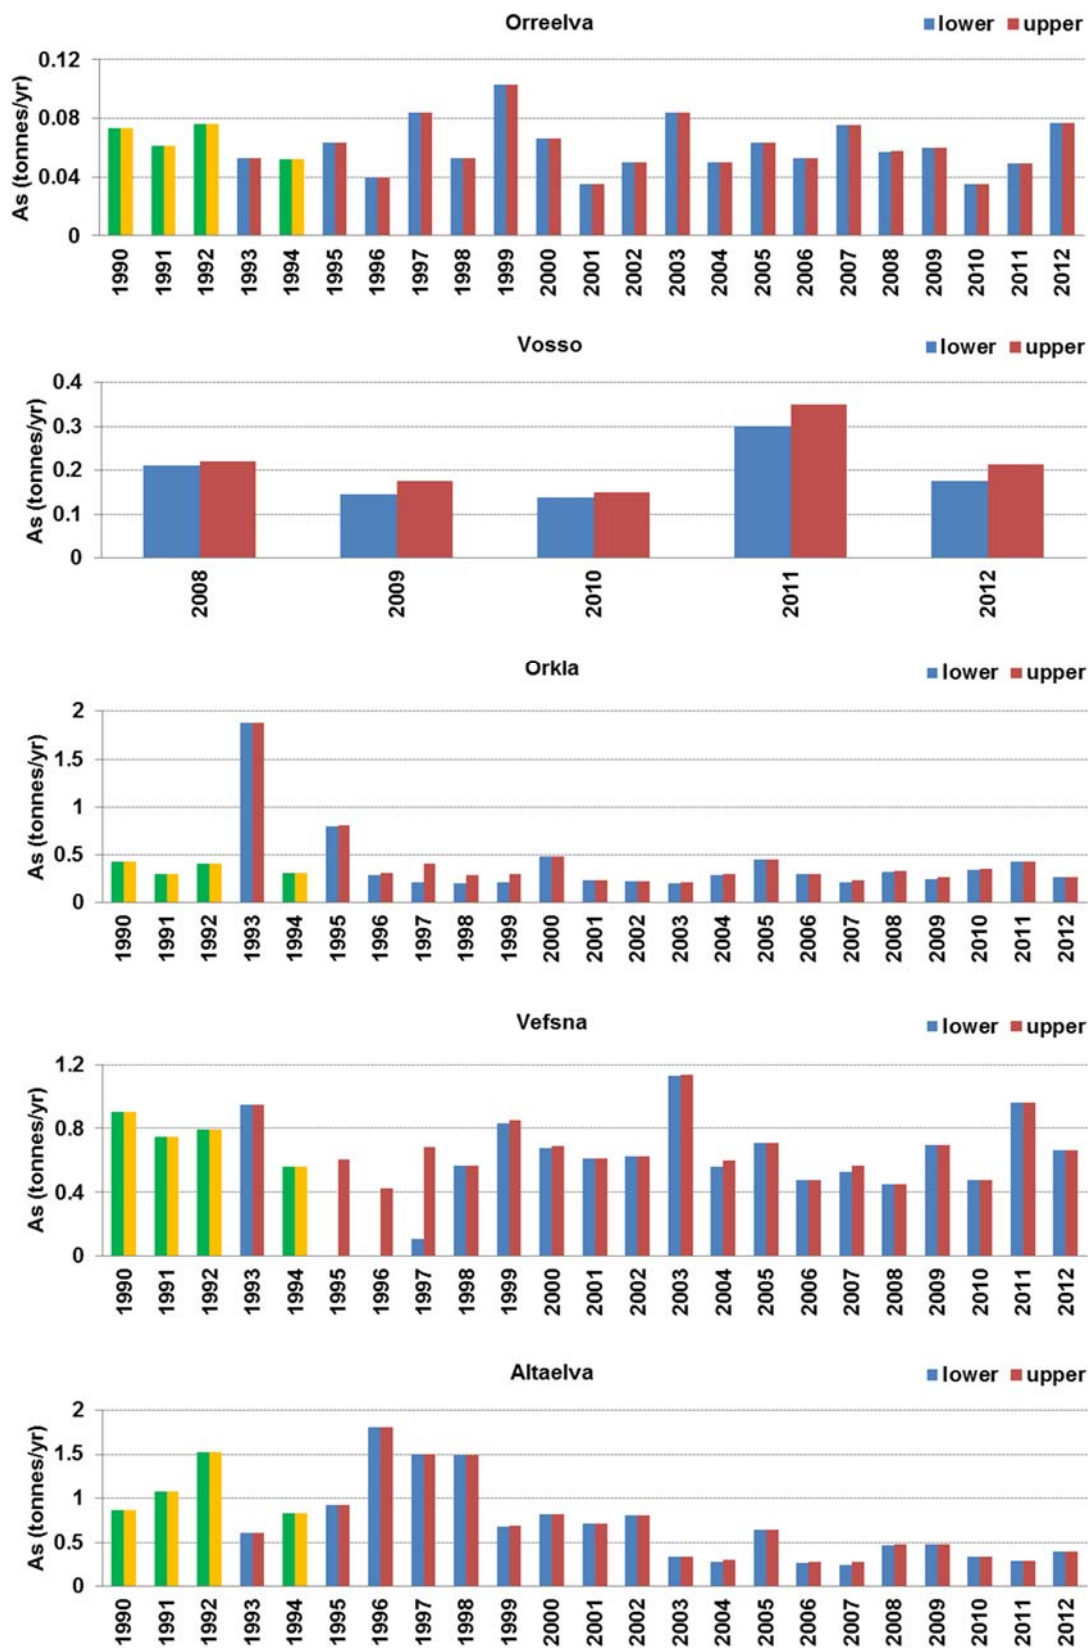 Orreelva
lower upper
As (tonnes/yr)
0.12
0.08
0.04
0
1990 1991 1992 1993 1994 1995 1996 1997 1998 1999 2000 2001 2002 2003 2004 2005 2006 2007 2008 2009 2010 2011 2012
Vosso
lower upper
As (tonnes/yr)
0.4
0.3
0.2
0.1
0
2008 2009 2010 2011 2012
Orkla
lower upper
As (tonnes/yr)
2
1.5
1
0.5
0
1990 1991 1992 1993 1994 1995 1996 1997 1998 1999 2000 2001 2002 2003 2004 2005 2006 2007 2008 2009 2010 2011 2012
Vefsna
lower upper
As (tonnes/yr)
1.2
0.8
0.4
0
1990 1991 1992 1993 1994 1995 1996 1997 1998 1999 2000 2001 2002 2003 2004 2005 2006 2007 2008 2009 2010 2011 2012
Altaelva
lower upper
As (tonnes/yr)
2
1.5
1
0.5
0
1990 1991 1992 1993 1994 1995 1996 1997 1998 1999 2000 2001 2002 2003 2004 2005 2006 2007 2008 2009 2010 2011 2012